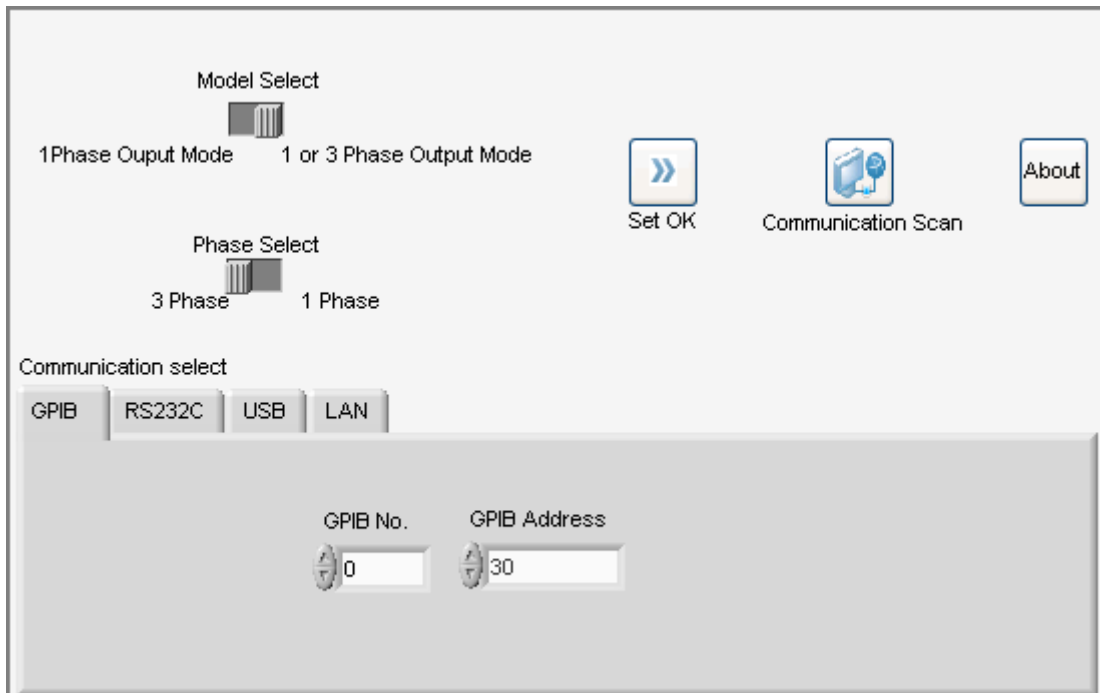 Model Select
1Phase Ouput Mode 1 or 3 Phase Output Mode
Set OK
Communication Scan
About
Phase Select
3 Phase 1 Phase
Communication select
GPIB RS232C USB LAN
GPIB No. GPIB Address
0 30